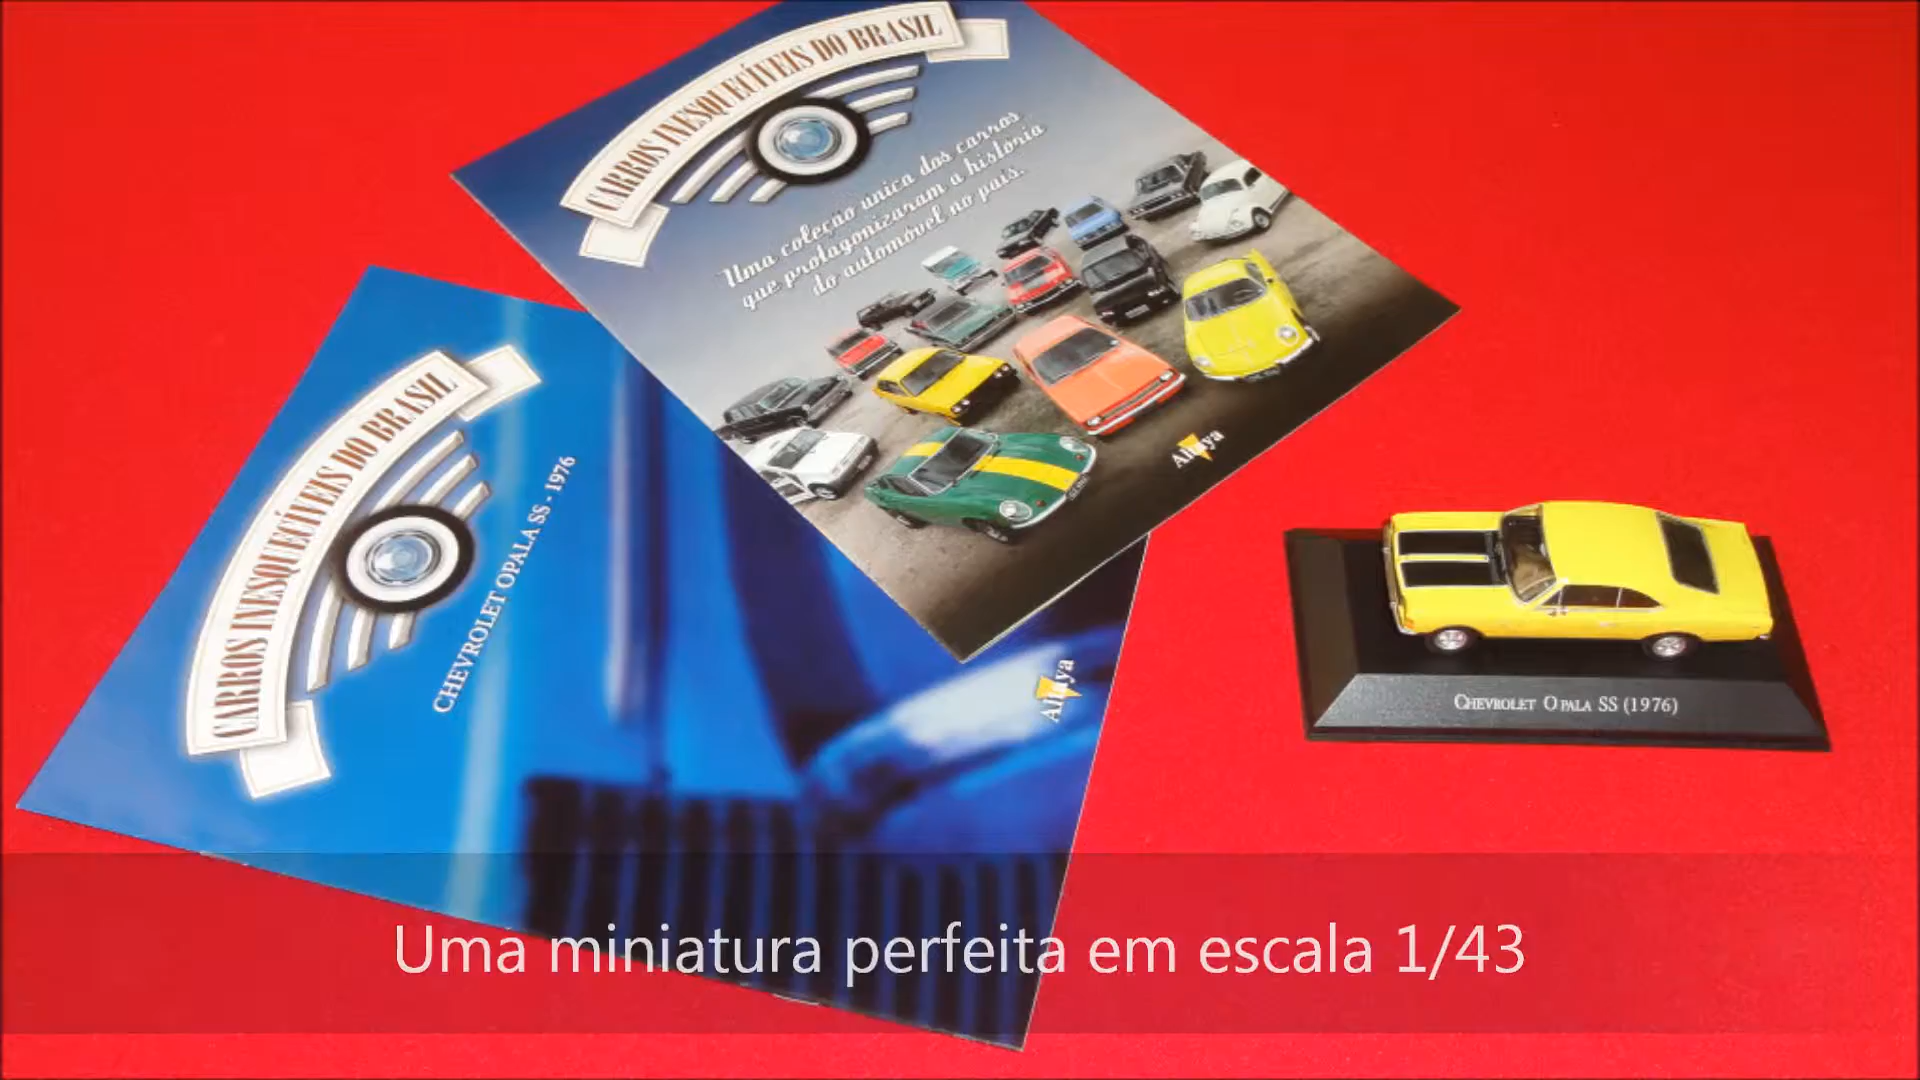 CARROS INESQUECÍVEIS DO BRASIL
Uma coleção única dos carros
que protagonizaram a história
do automóvel no país.
Altaya
CARROS INESQUECÍVEIS DO BRASIL
CHEVROLET OPALA SS - 1976
Altaya
CHEVROLET OPALA SS (1976)
Uma miniatura perfeita em escala 1/43